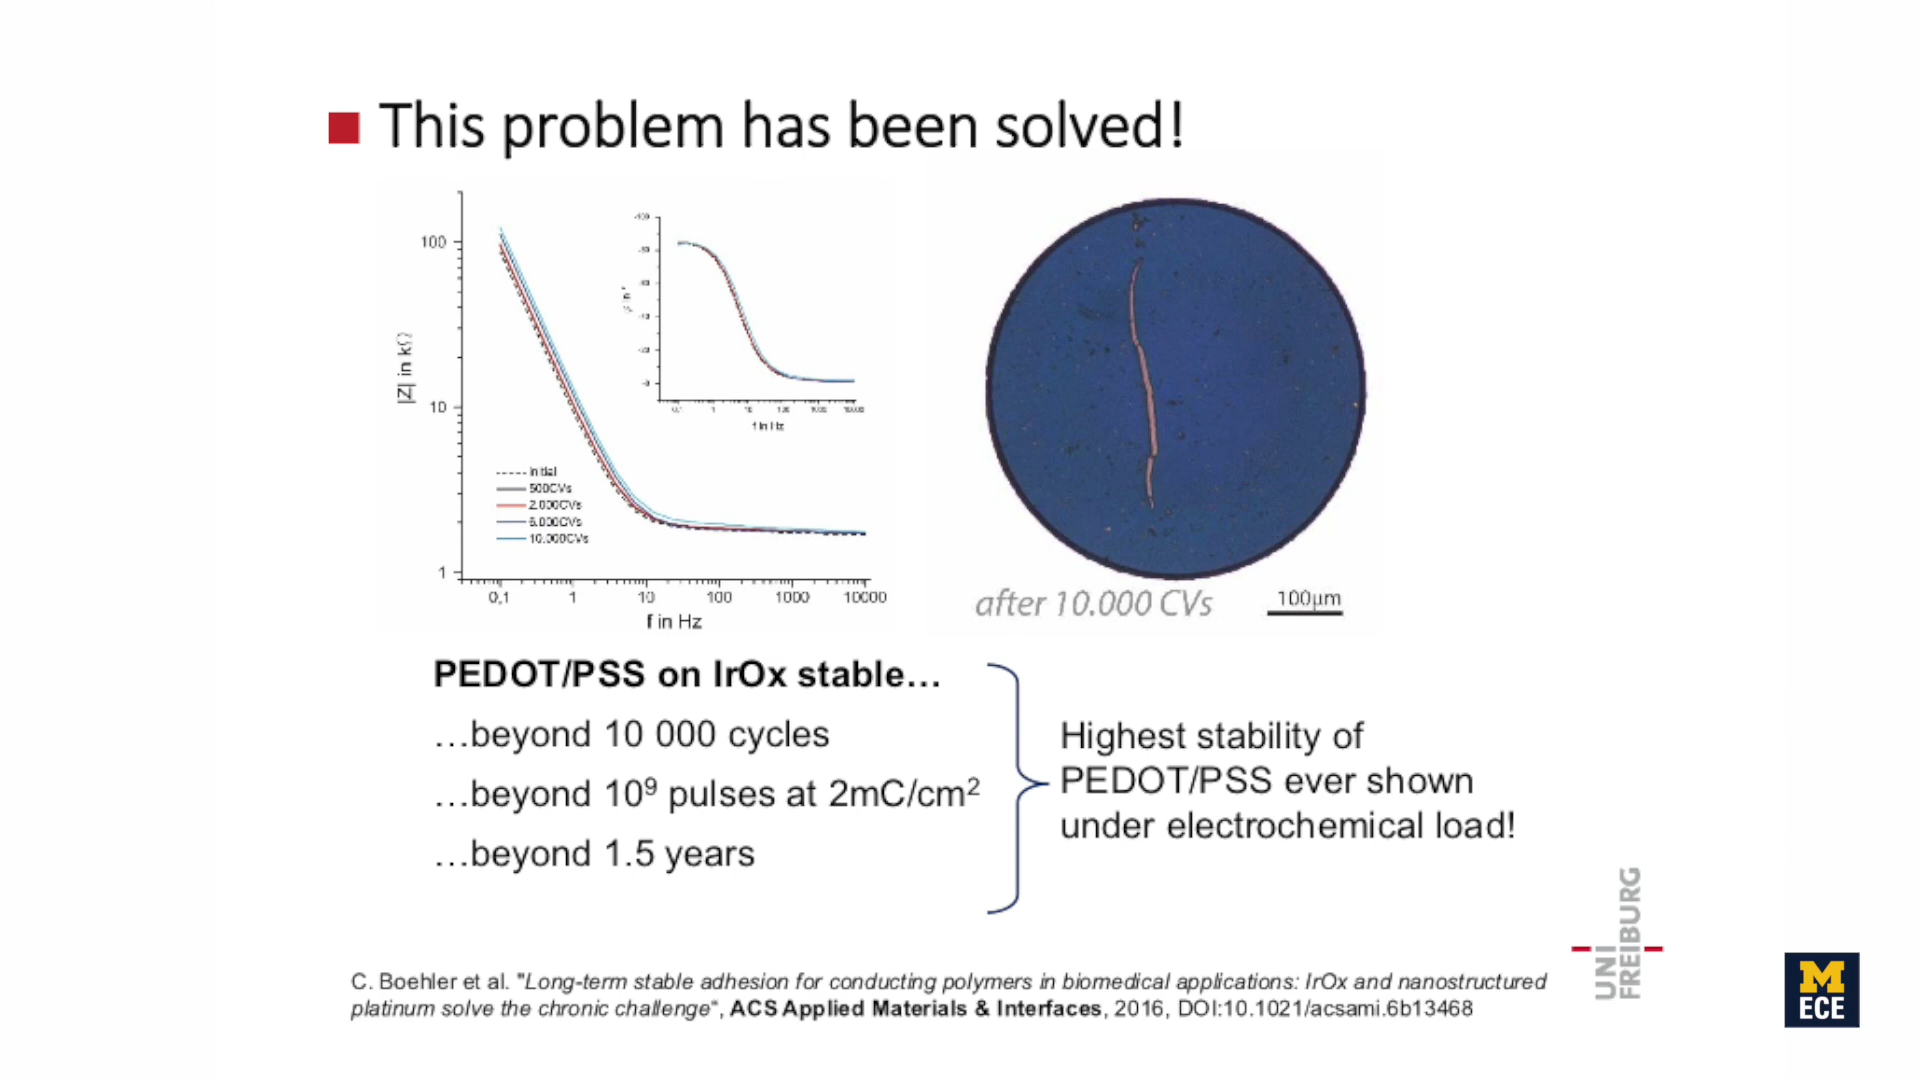 This problem has been solved!
100
10
1
|Z| in kΩ
0,1 1 10 100 1000 10000
f in Hz
initial
500CVs
2.000CVs
6.000CVs
10.000CVs
f in Hz
after 10.000 CVs
100µm
PEDOT/PSS on IrOx stable…
…beyond 10 000 cycles
…beyond 10⁹ pulses at 2mC/cm²
…beyond 1.5 years
Highest stability of
PEDOT/PSS ever shown
under electrochemical load!
UNI
FREIBURG
C. Boehler et al. "Long-term stable adhesion for conducting polymers in biomedical applications: IrOx and nanostructured
platinum solve the chronic challenge", ACS Applied Materials & Interfaces, 2016, DOI:10.1021/acsami.6b13468
M
ECE